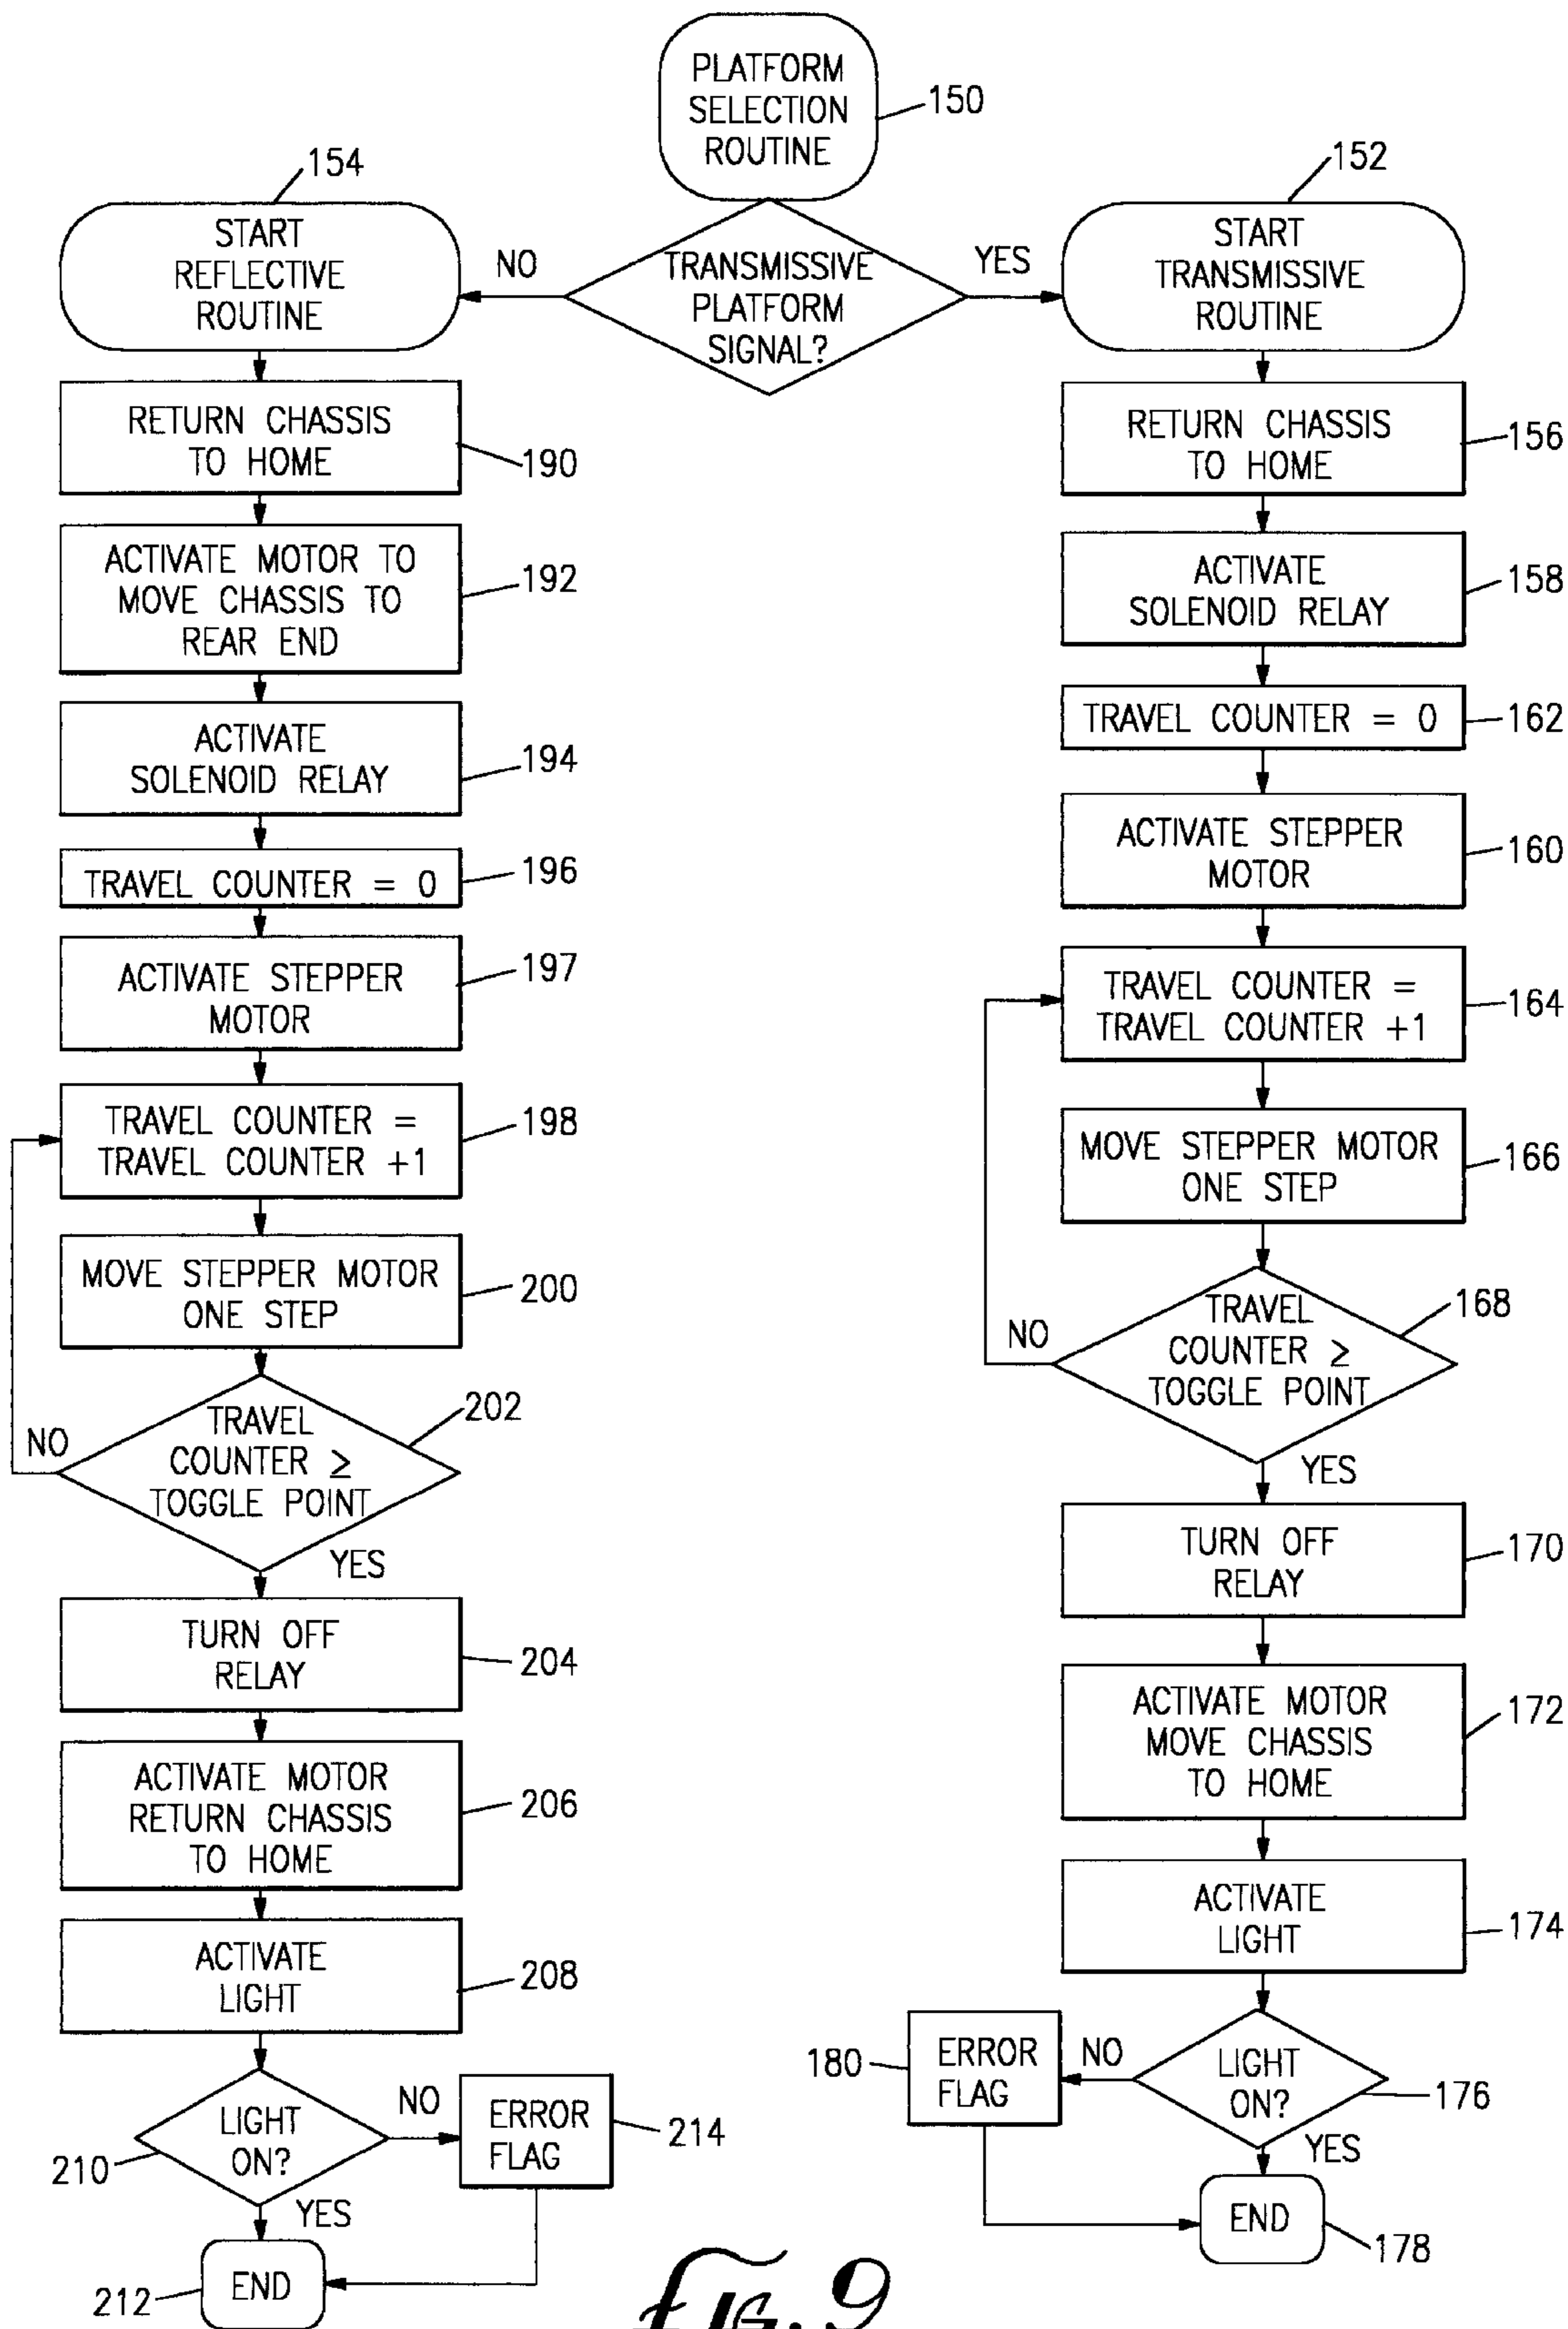 PLATFORM
SELECTION
ROUTINE
150
TRANSMISSIVE
PLATFORM
SIGNAL?
NO
YES
154
START
REFLECTIVE
ROUTINE
RETURN CHASSIS
TO HOME
190
ACTIVATE MOTOR TO
MOVE CHASSIS TO
REAR END
192
ACTIVATE
SOLENOID RELAY
194
TRAVEL COUNTER = 0
196
ACTIVATE STEPPER
MOTOR
197
TRAVEL COUNTER =
TRAVEL COUNTER +1
198
MOVE STEPPER MOTOR
ONE STEP
200
TRAVEL
COUNTER ≥
TOGGLE POINT
202
NO
YES
TURN OFF
RELAY
204
ACTIVATE MOTOR
RETURN CHASSIS
TO HOME
206
ACTIVATE
LIGHT
208
LIGHT
ON?
210
NO
ERROR
FLAG
214
YES
END
212
152
START
TRANSMISSIVE
ROUTINE
RETURN CHASSIS
TO HOME
156
ACTIVATE
SOLENOID RELAY
158
TRAVEL COUNTER = 0
162
ACTIVATE STEPPER
MOTOR
160
TRAVEL COUNTER =
TRAVEL COUNTER +1
164
MOVE STEPPER MOTOR
ONE STEP
166
TRAVEL
COUNTER ≥
TOGGLE POINT
168
NO
YES
TURN OFF
RELAY
170
ACTIVATE MOTOR
MOVE CHASSIS
TO HOME
172
ACTIVATE
LIGHT
174
LIGHT
ON?
176
NO
ERROR
FLAG
180
YES
END
178
FIG. 9